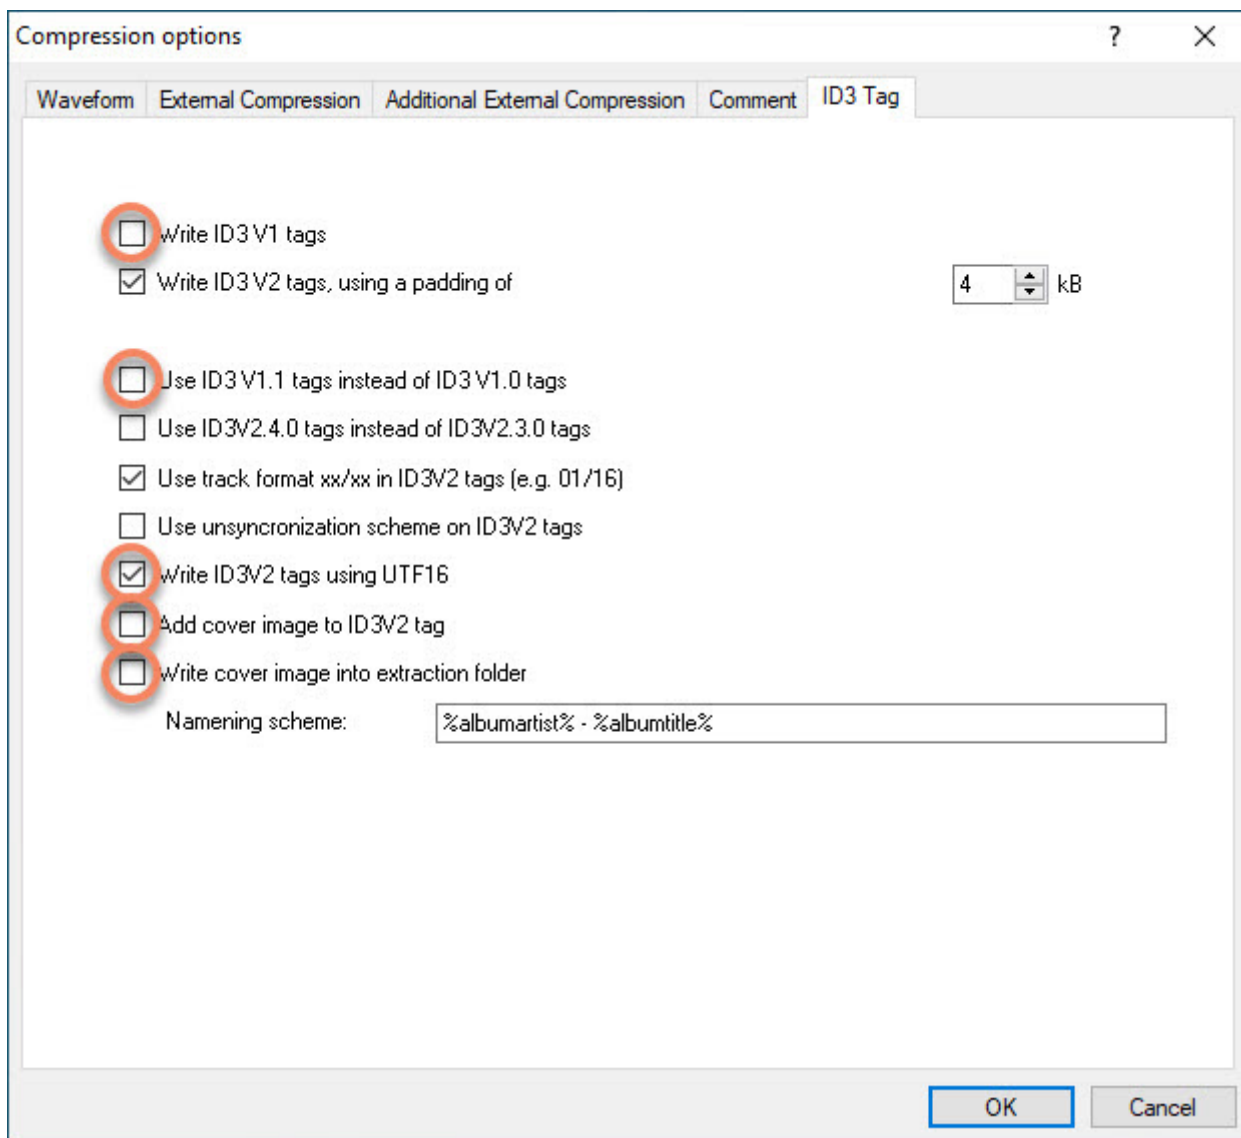 Compression options ?
Waveform External Compression Additional External Compression Comment ID3 Tag
Write ID3 V1 tags
Write ID3 V2 tags, using a padding of 4 kB
Use ID3 V1.1 tags instead of ID3 V1.0 tags
Use ID3V2.4.0 tags instead of ID3V2.3.0 tags
Use track format xx/xx in ID3V2 tags (e.g. 01/16)
Use unsyncronization scheme on ID3V2 tags
Write ID3V2 tags using UTF16
Add cover image to ID3V2 tag
Write cover image into extraction folder
Namening scheme: %albumartist% - %albumtitle%
OK Cancel